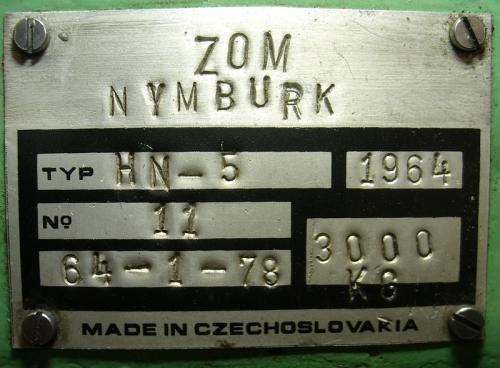 ZOM
NYMBURK
TYP HN-5 1964
No 11
64-1-78 3000
KG
MADE IN CZECHOSLOVAKIA